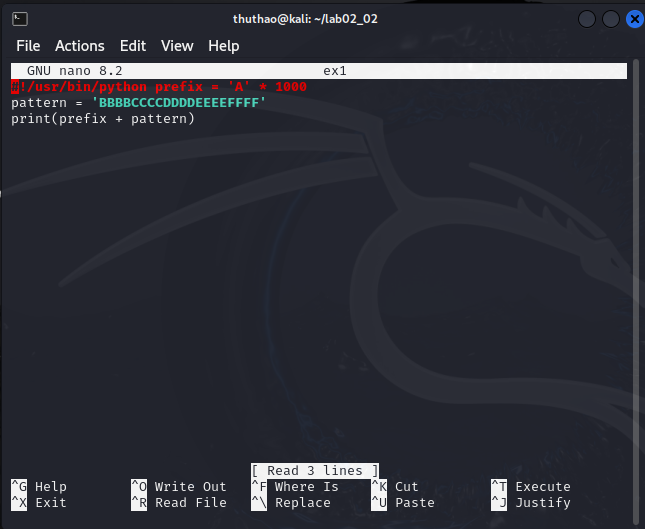 thuthao@kali: ~/lab02_02
File Actions Edit View Help
GNU nano 8.2 ex1
#!/usr/bin/python prefix = 'A' * 1000
pattern = 'BBBBCCCCDDDDEEEEFFFF'
print(prefix + pattern)
[ Read 3 lines ]
^G Help ^O Write Out ^F Where Is ^K Cut ^T Execute
^X Exit ^R Read File ^\ Replace ^U Paste ^J Justify